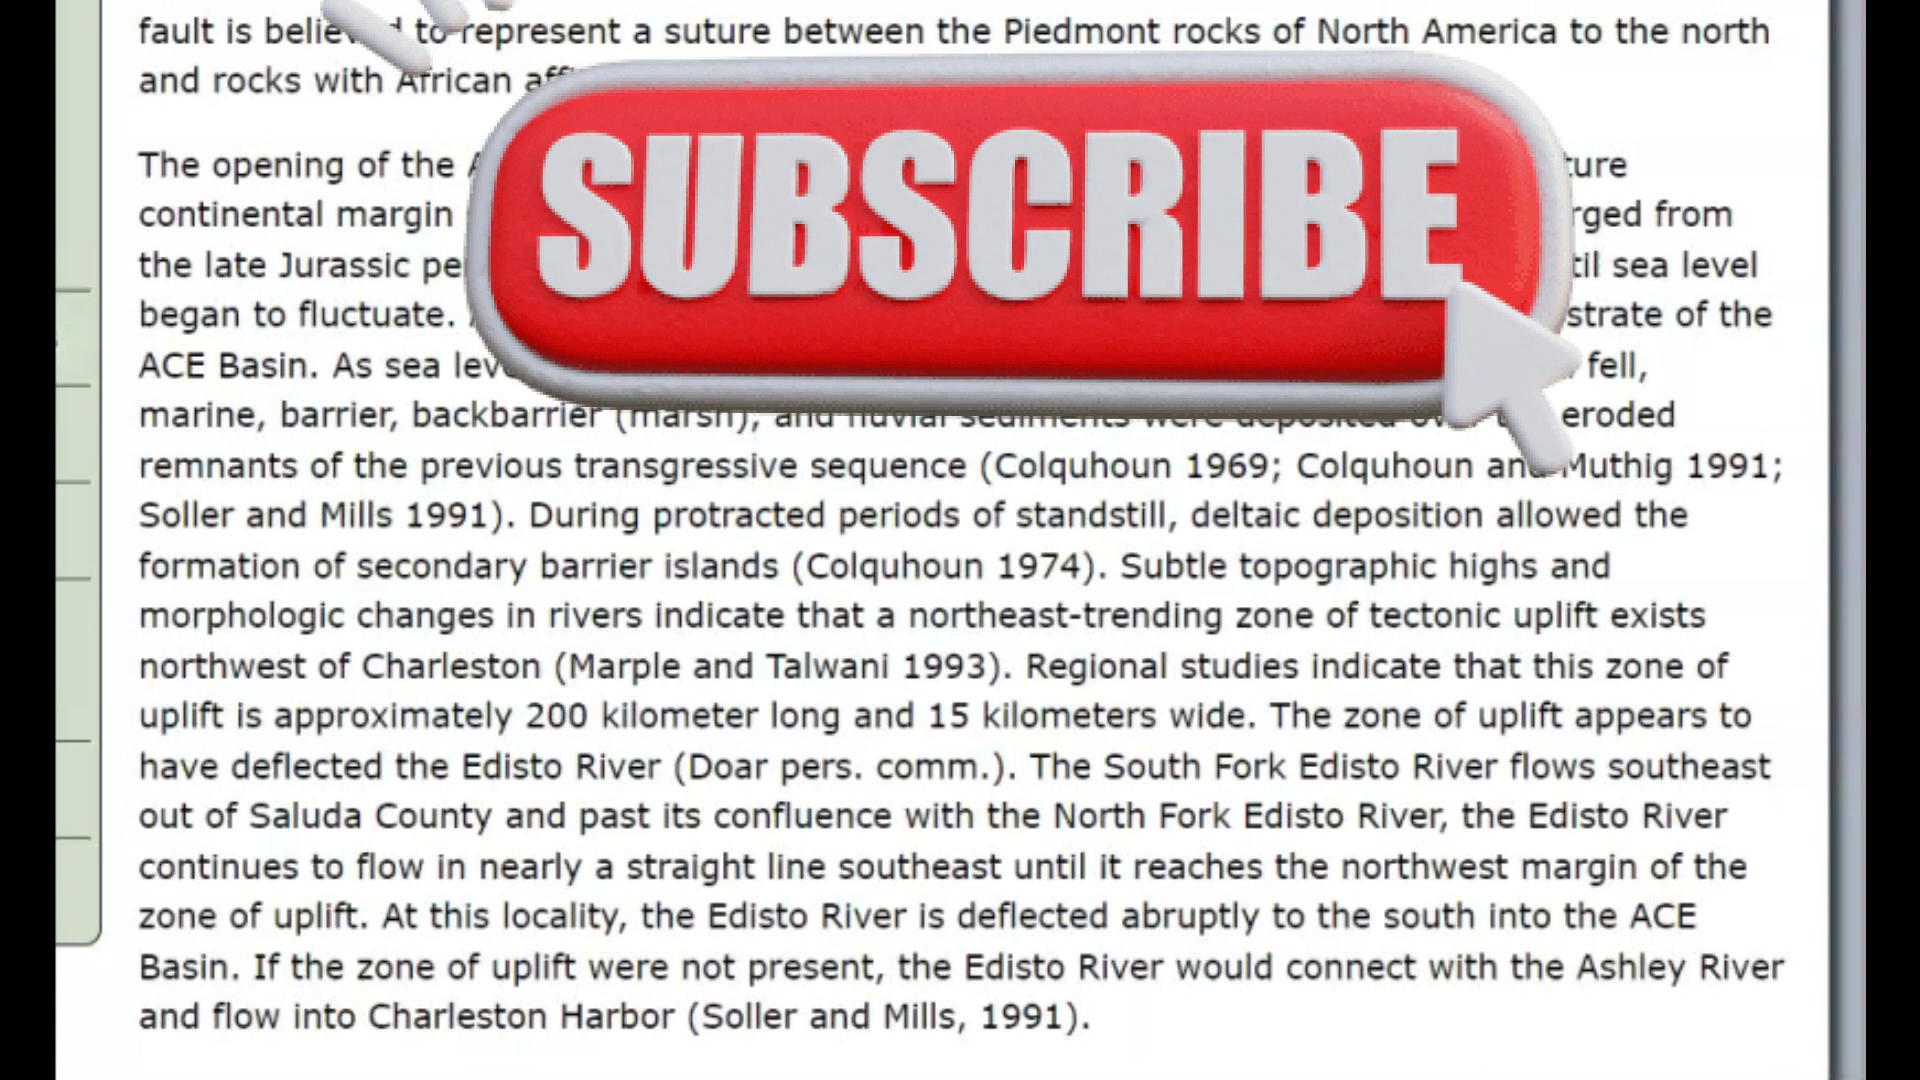 fault is believed to represent a suture between the Piedmont rocks of North America to the north
and rocks with African
SUBSCRIBE
The opening of the
continental margin from
the late Jurassic sea level
began to fluctuate. of the
ACE Basin. As sea fell,
marine, barrier, backbarrier (marsh), and fluvial sediments were deposited eroded
remnants of the previous transgressive sequence (Colquhoun 1969; Colquhoun and Muthig 1991;
Soller and Mills 1991). During protracted periods of standstill, deltaic deposition allowed the
formation of secondary barrier islands (Colquhoun 1974). Subtle topographic highs and
morphologic changes in rivers indicate that a northeast-trending zone of tectonic uplift exists
northwest of Charleston (Marple and Talwani 1993). Regional studies indicate that this zone of
uplift is approximately 200 kilometer long and 15 kilometers wide. The zone of uplift appears to
have deflected the Edisto River (Doar pers. comm.). The South Fork Edisto River flows southeast
out of Saluda County and past its confluence with the North Fork Edisto River, the Edisto River
continues to flow in nearly a straight line southeast until it reaches the northwest margin of the
zone of uplift. At this locality, the Edisto River is deflected abruptly to the south into the ACE
Basin. If the zone of uplift were not present, the Edisto River would connect with the Ashley River
and flow into Charleston Harbor (Soller and Mills, 1991).